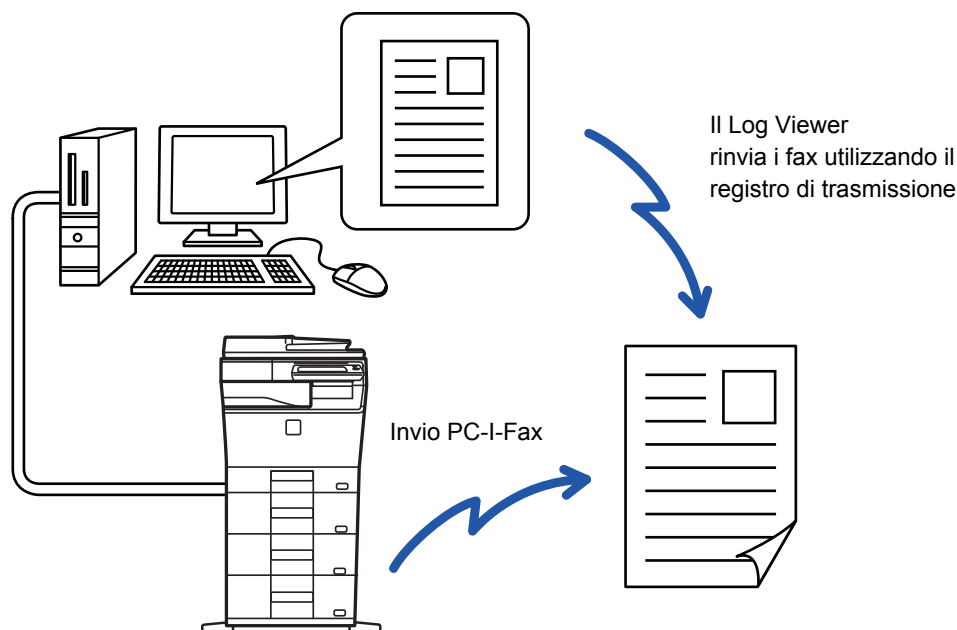 Il Log Viewer
rinvia i fax utilizzando il
registro di trasmissione
Invio PC-I-Fax